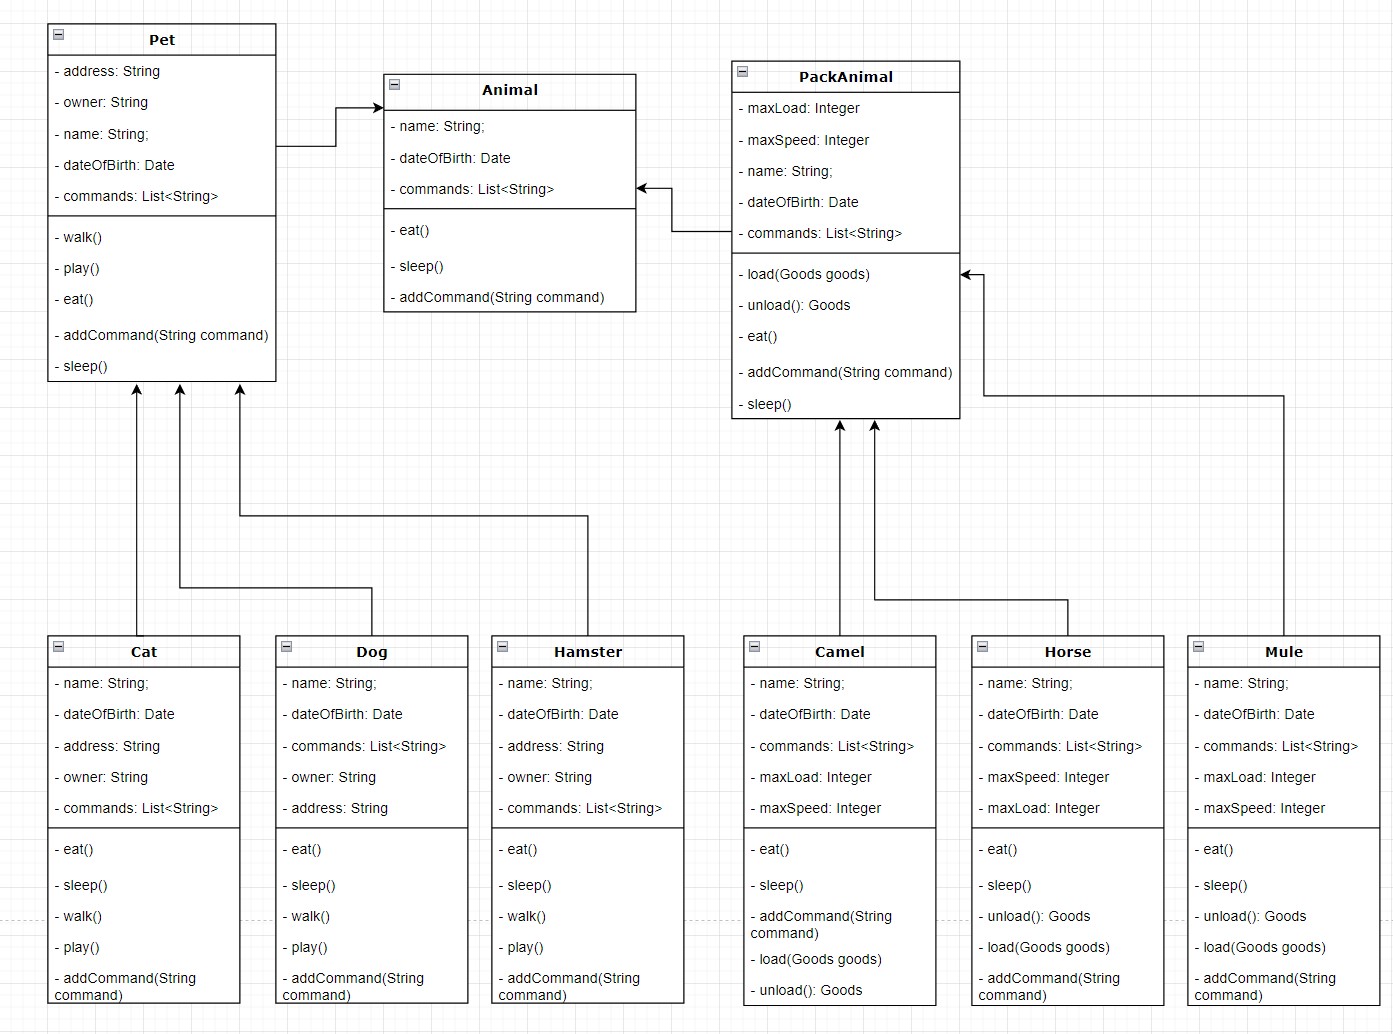 Pet
- address: String
- owner: String
- name: String;
- dateOfBirth: Date
- commands: List<String>
- walk()
- play()
- eat()
- addCommand(String command)
- sleep()
Animal
- name: String;
- dateOfBirth: Date
- commands: List<String>
- eat()
- sleep()
- addCommand(String command)
PackAnimal
- maxLoad: Integer
- maxSpeed: Integer
- name: String;
- dateOfBirth: Date
- commands: List<String>
- load(Goods goods)
- unload(): Goods
- eat()
- addCommand(String command)
- sleep()
Cat
- name: String;
- dateOfBirth: Date
- address: String
- owner: String
- commands: List<String>
- eat()
- sleep()
- walk()
- play()
- addCommand(String
command)
Dog
- name: String;
- dateOfBirth: Date
- commands: List<String>
- owner: String
- address: String
- eat()
- sleep()
- walk()
- play()
- addCommand(String
command)
Hamster
- name: String;
- dateOfBirth: Date
- address: String
- owner: String
- commands: List<String>
- eat()
- sleep()
- walk()
- play()
- addCommand(String
command)
Camel
- name: String;
- dateOfBirth: Date
- commands: List<String>
- maxLoad: Integer
- maxSpeed: Integer
- eat()
- sleep()
- addCommand(String
command)
- load(Goods goods)
- unload(): Goods
Horse
- name: String;
- dateOfBirth: Date
- commands: List<String>
- maxSpeed: Integer
- maxLoad: Integer
- eat()
- sleep()
- unload(): Goods
- load(Goods goods)
- addCommand(String
command)
Mule
- name: String;
- dateOfBirth: Date
- commands: List<String>
- maxLoad: Integer
- maxSpeed: Integer
- eat()
- sleep()
- unload(): Goods
- load(Goods goods)
- addCommand(String
command)